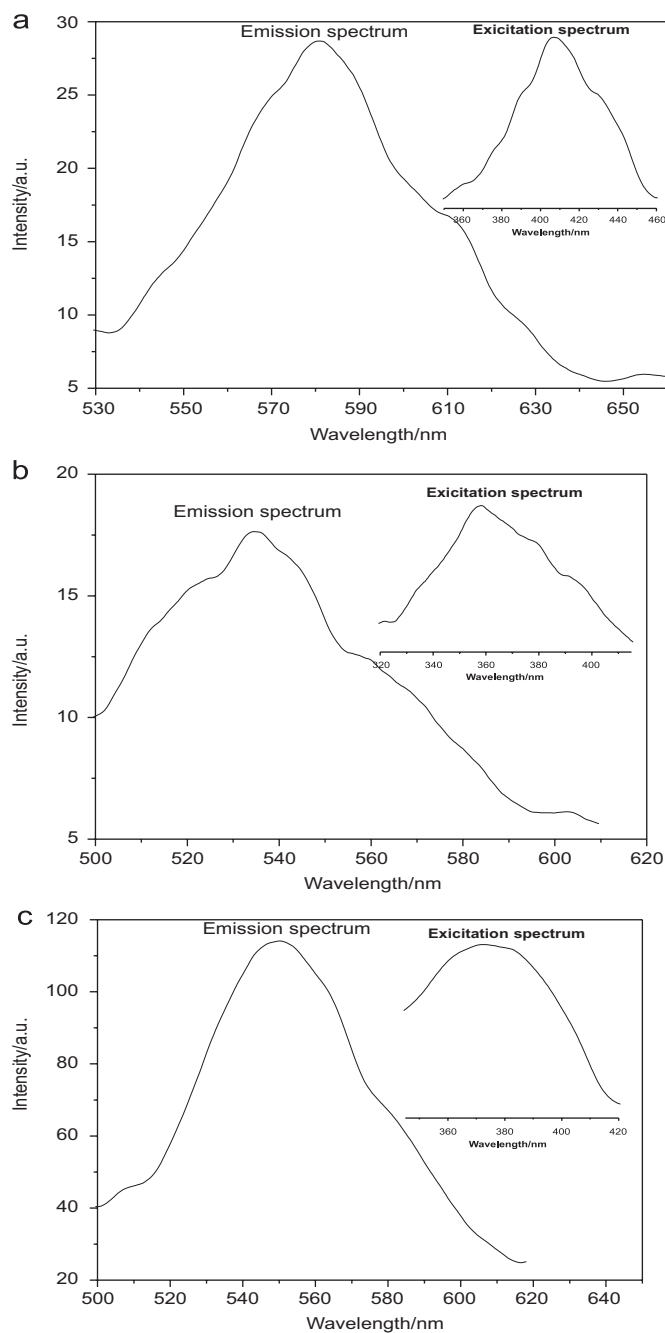 a
Emission spectrum
Exicitation spectrum
30
25
20
15
10
5
Intensity/a.u.
360 380 400 420 440 460
Wavelength/nm
530 550 570 590 610 630 650
Wavelength/nm
b
Emission spectrum
Exicitation spectrum
20
15
10
5
Intensity/a.u.
320 340 360 380 400
Wavelength/nm
500 520 540 560 580 600 620
Wavelength/nm
c
Emission spectrum
Exicitation spectrum
120
100
80
60
40
20
Intensity/a.u.
360 380 400 420
Wavelength/nm
500 520 540 560 580 600 620 640
Wavelength/nm